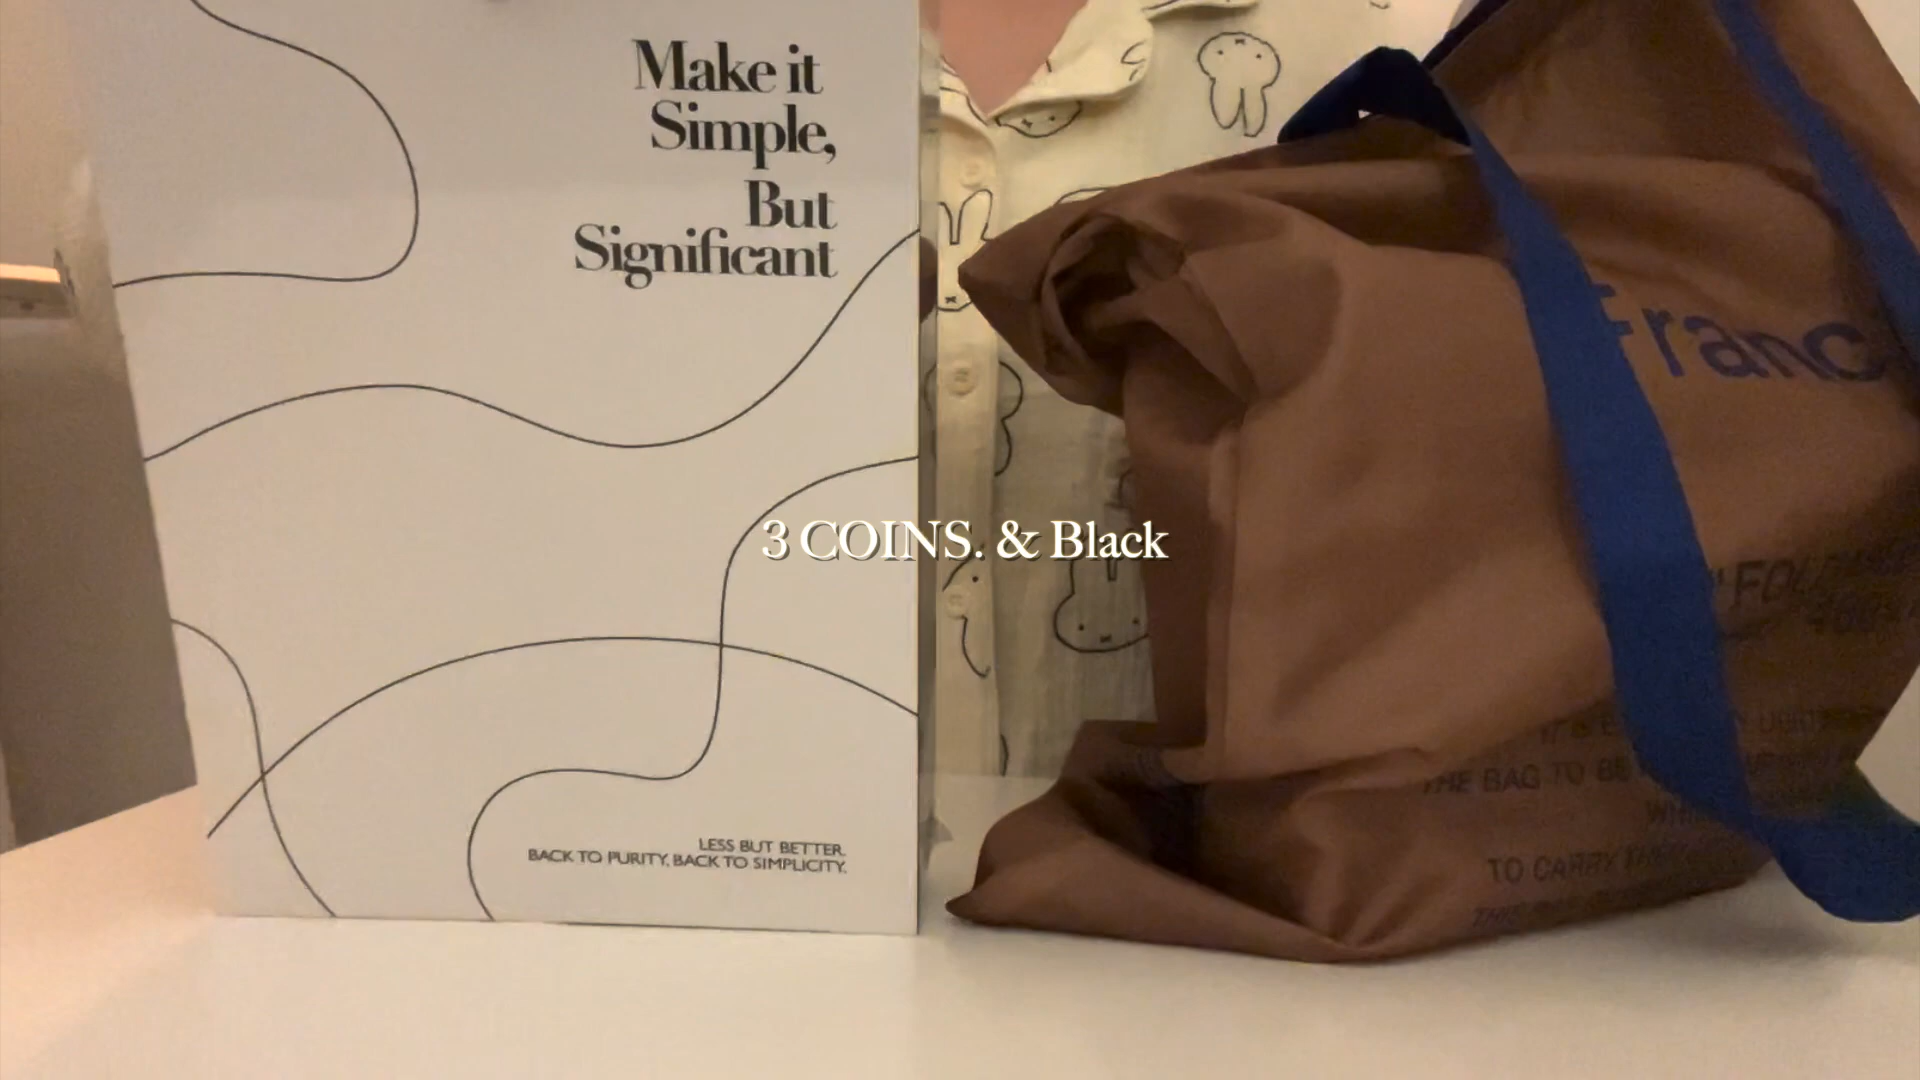 Make it
Simple,
But
Significant
3 COINS. & Black
LESS BUT BETTER.
BACK TO PURITY, BACK TO SIMPLICITY.
Franc
THE BAG TO BE
TO CARRY